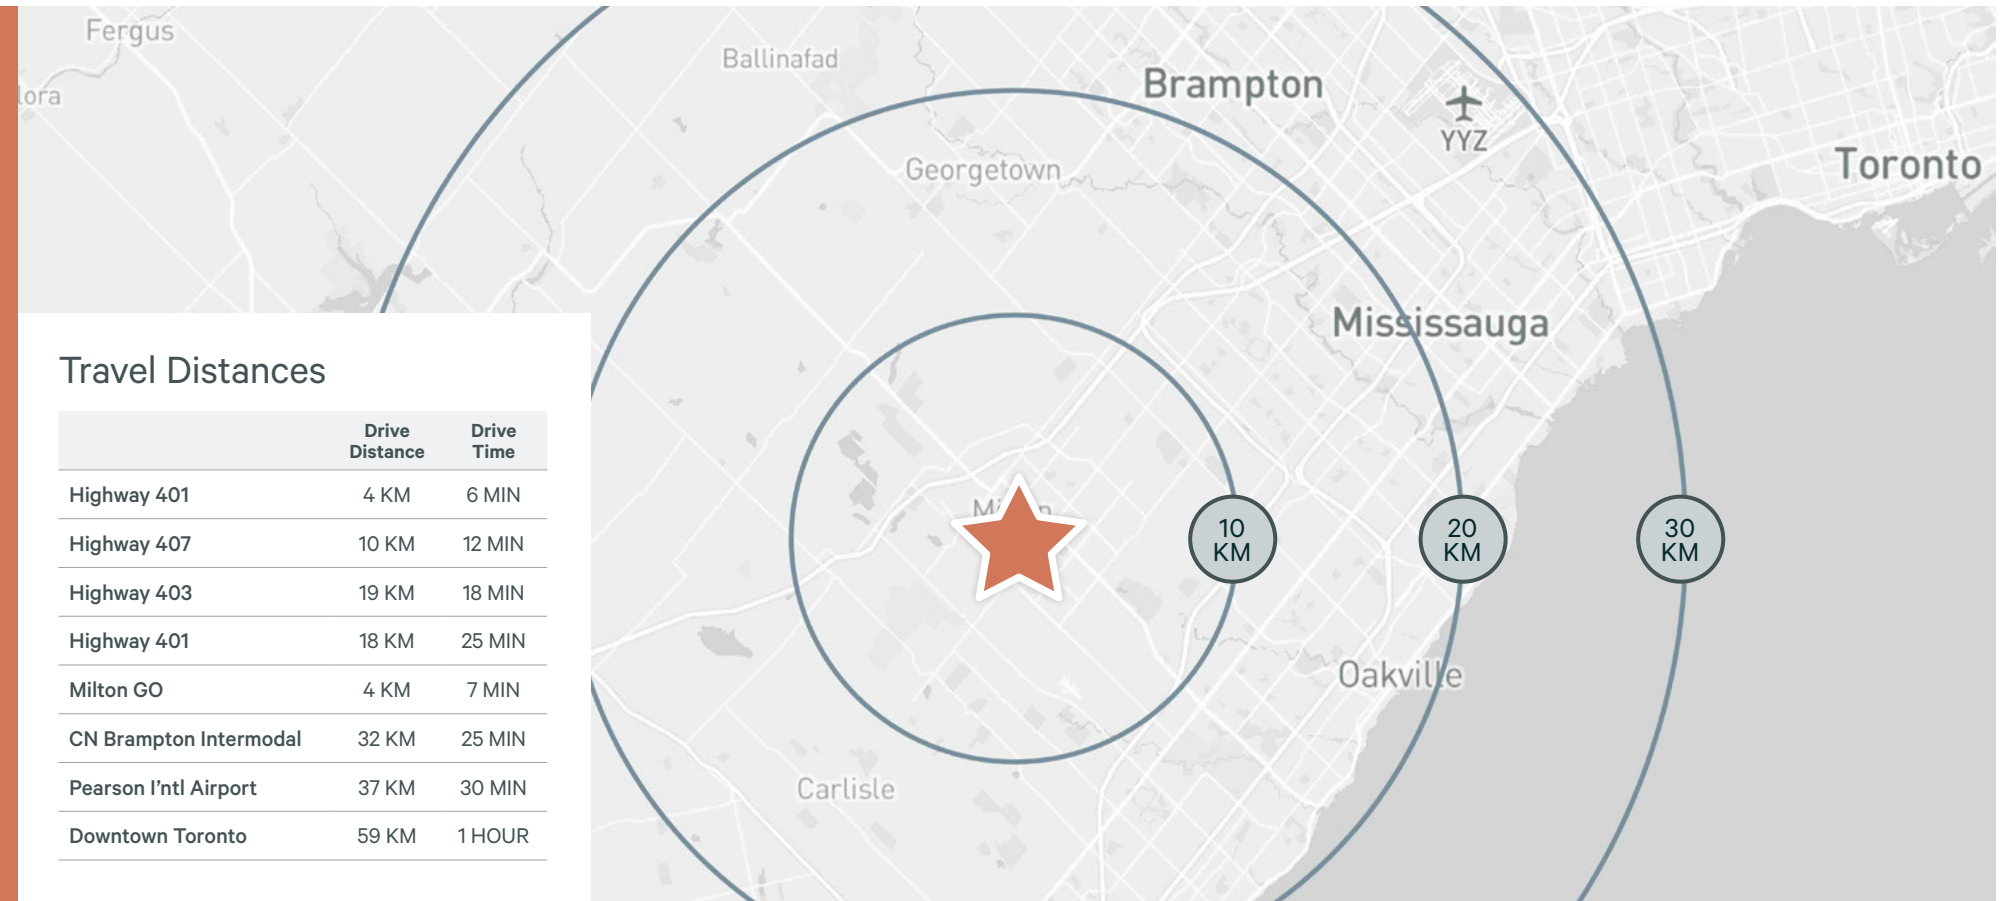 Fergus
lora
Ballinafad
Brampton
YYZ
Toronto
Georgetown
Mississauga
Travel Distances
Drive Distance Drive Time
Highway 401 4 KM 6 MIN
Highway 407 10 KM 12 MIN
Highway 403 19 KM 18 MIN
Highway 401 18 KM 25 MIN
Milton GO 4 KM 7 MIN
CN Brampton Intermodal 32 KM 25 MIN
Pearson I'ntl Airport 37 KM 30 MIN
Downtown Toronto 59 KM 1 HOUR
10 KM
20 KM
30 KM
Oakville
Carlisle